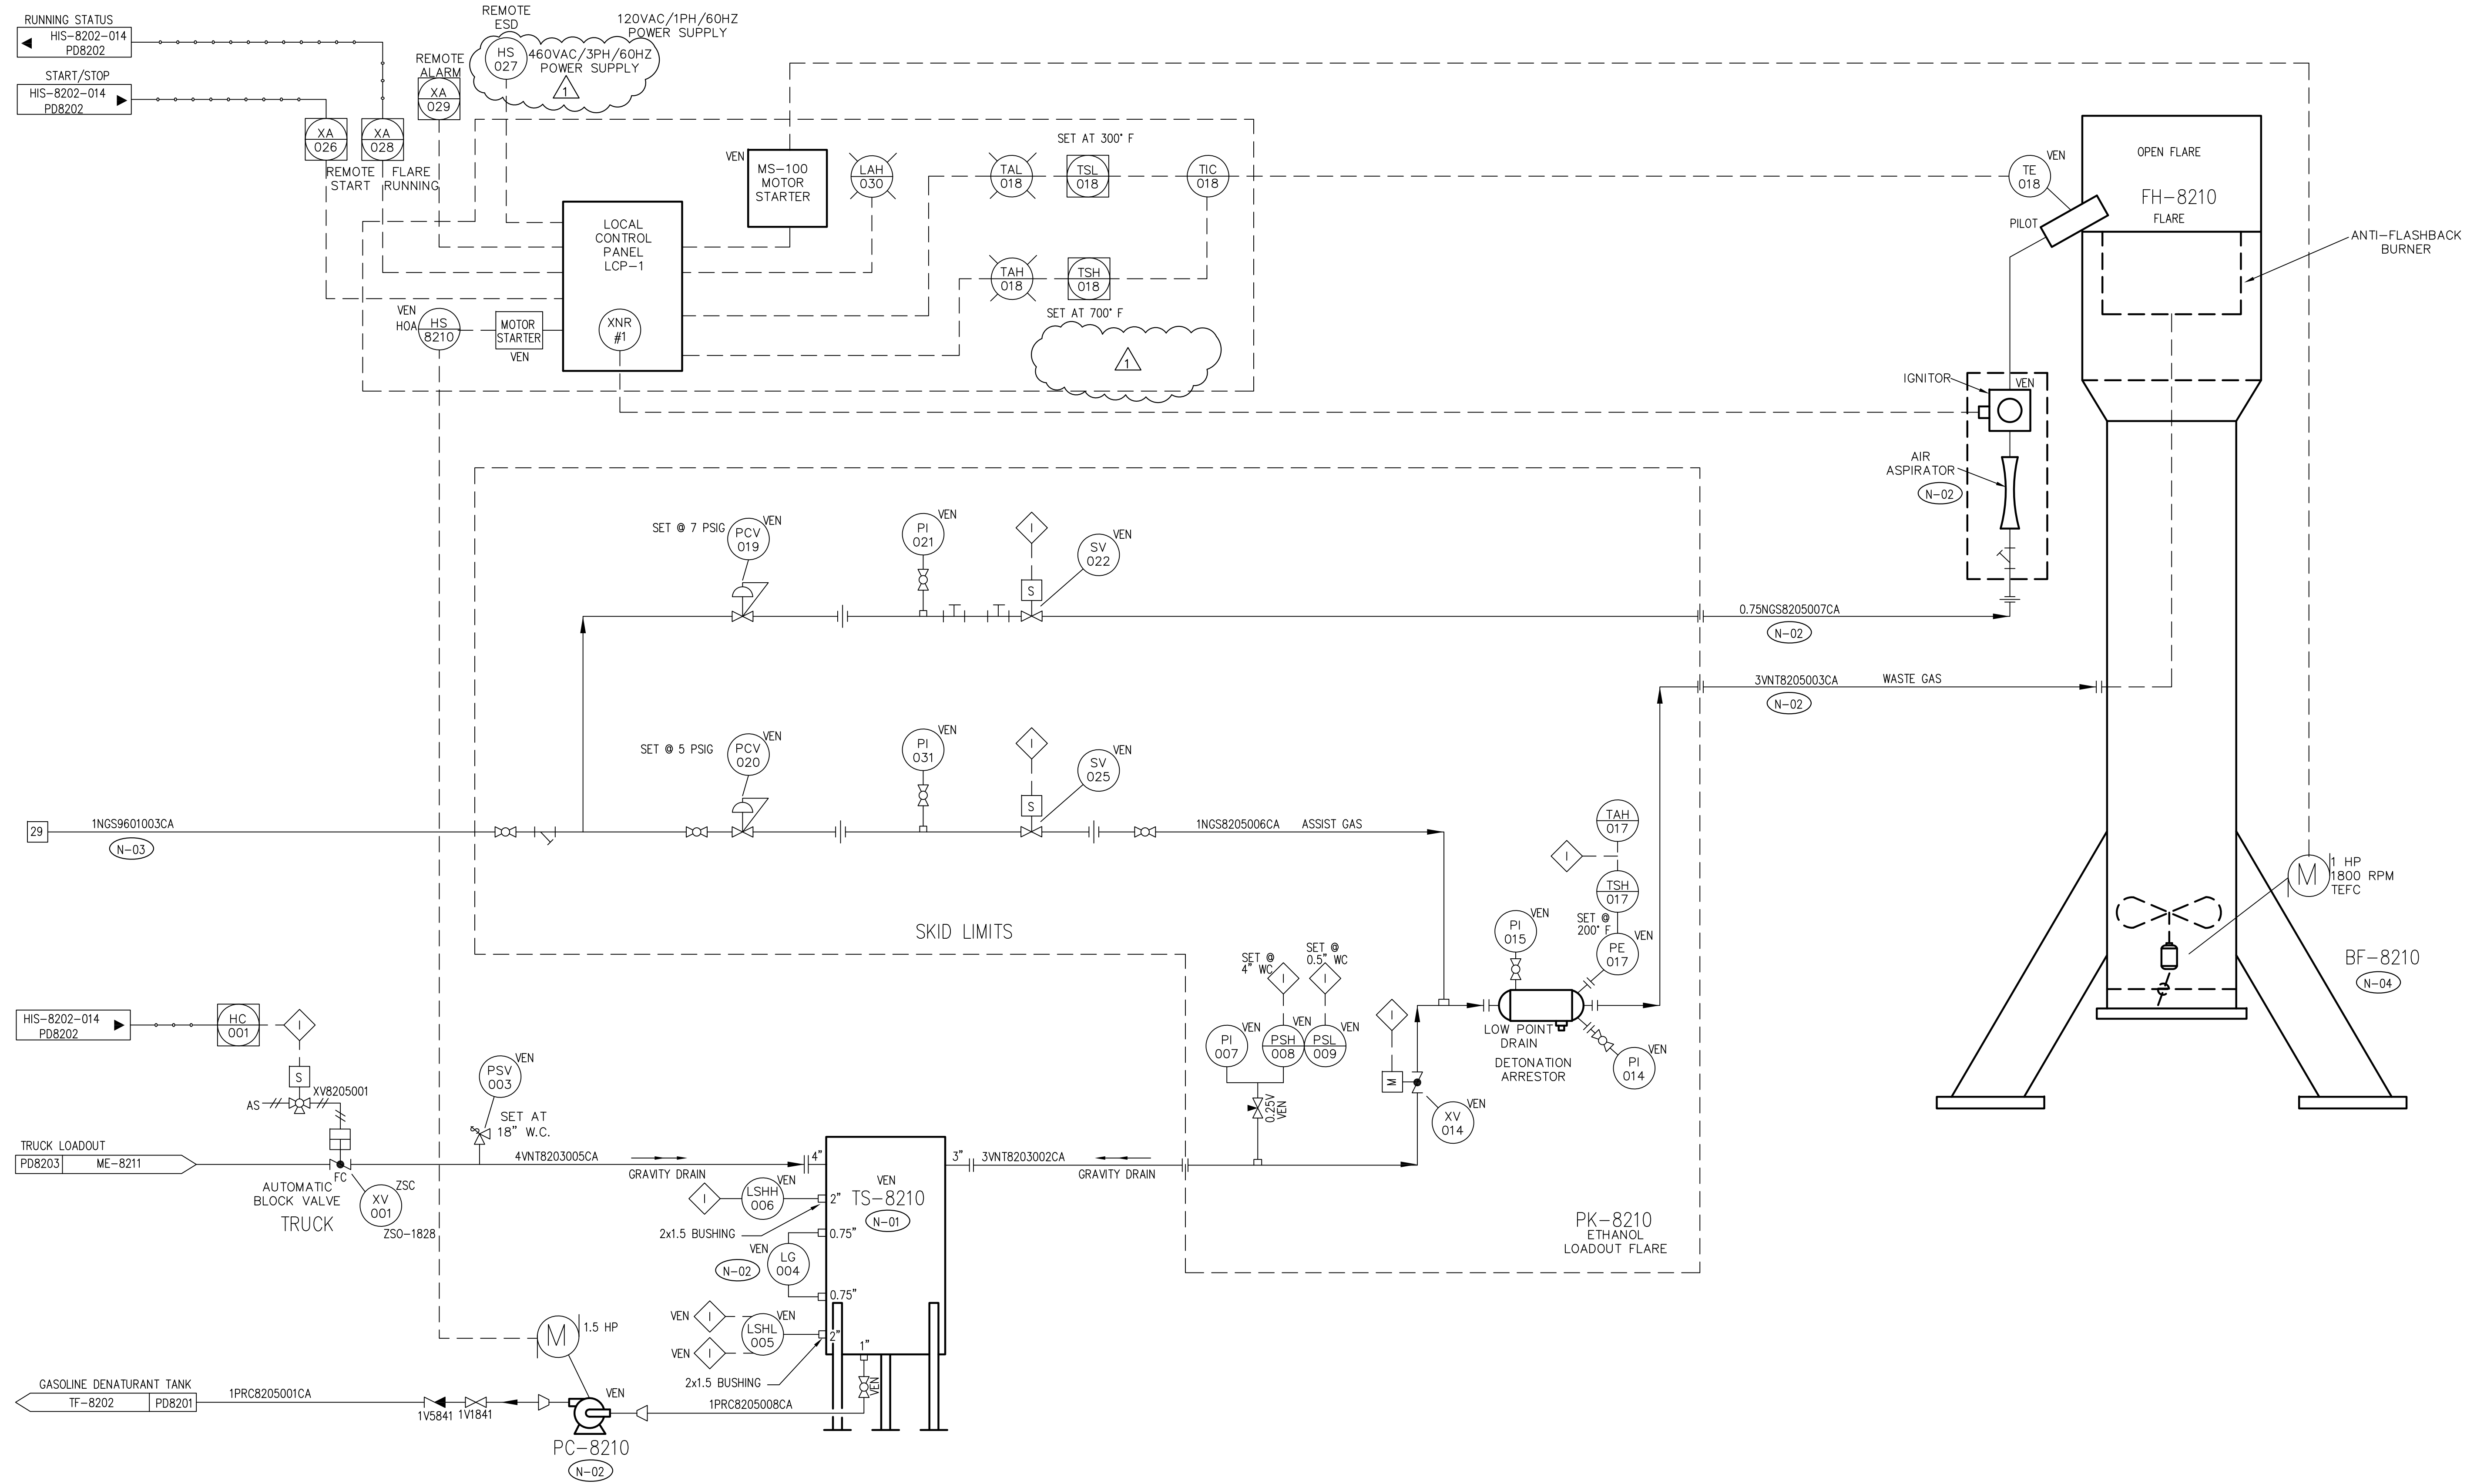 RUNNING STATUS
HIS-8202-014
PD8202
START/STOP
HIS-8202-014
PD8202
REMOTE
ALARM
XA
029
REMOTE
ESD
HS
027
120VAC/1PH/60HZ
POWER SUPPLY
460VAC/3PH/60HZ
POWER SUPPLY
1
XA
026
XA
028
REMOTE
START
FLARE
RUNNING
VEN
MS-100
MOTOR
STARTER
LAH
030
SET AT 300° F
TAL
018
TSL
018
TIC
018
LOCAL
CONTROL
PANEL
LCP-1
XNR
#1
VEN
HOA
HS
8210
MOTOR
STARTER
VEN
TAH
018
TSH
018
SET AT 700° F
1
TE
018
VEN
PILOT
OPEN FLARE
FH-8210
FLARE
ANTI-FLASHBACK
BURNER
IGNITOR
VEN
AIR
ASPIRATOR
N-02
SET @ 7 PSIG
PCV
019
VEN
PI
021
VEN
I
S
SV
022
VEN
0.75NGS8205007CA
N-02
3VNT8205003CA
WASTE GAS
N-02
SET @ 5 PSIG
PCV
020
VEN
PI
031
VEN
I
S
SV
025
VEN
29
1NGS9601003CA
N-03
1NGS8205006CA
ASSIST GAS
SKID LIMITS
TAH
017
I
TSH
017
SET @
200° F
PE
017
VEN
PI
015
VEN
LOW POINT
DRAIN
DETONATION
ARRESTOR
PI
014
VEN
M
1 HP
1800 RPM
TEFC
BF-8210
N-04
HIS-8202-014
PD8202
HC
001
I
S
AS
XV8205001
TRUCK LOADOUT
PD8203
ME-8211
FC
AUTOMATIC
BLOCK VALVE
TRUCK
XV
001
ZSC
ZSO-1828
PSV
003
VEN
SET AT
18" W.C.
4VNT8203005CA
GRAVITY DRAIN
4"
3"
3VNT8203002CA
GRAVITY DRAIN
SET @
4" WC
I
SET @
0.5" WC
I
PI
007
VEN
PSH
008
VEN
PSL
009
VEN
0.25V
VEN
I
M
XV
014
VEN
VEN
TS-8210
N-01
I
LSHH
006
VEN
2"
2x1.5 BUSHING
0.75"
VEN
LG
004
N-02
0.75"
VEN
I
VEN
I
LSHL
005
VEN
2"
2x1.5 BUSHING
1"
VEN
PK-8210
ETHANOL
LOADOUT FLARE
M
1.5 HP
GASOLINE DENATURANT TANK
TF-8202
PD8201
1PRC8205001CA
1V5841
1V1841
VEN
1PRC8205008CA
PC-8210
N-02